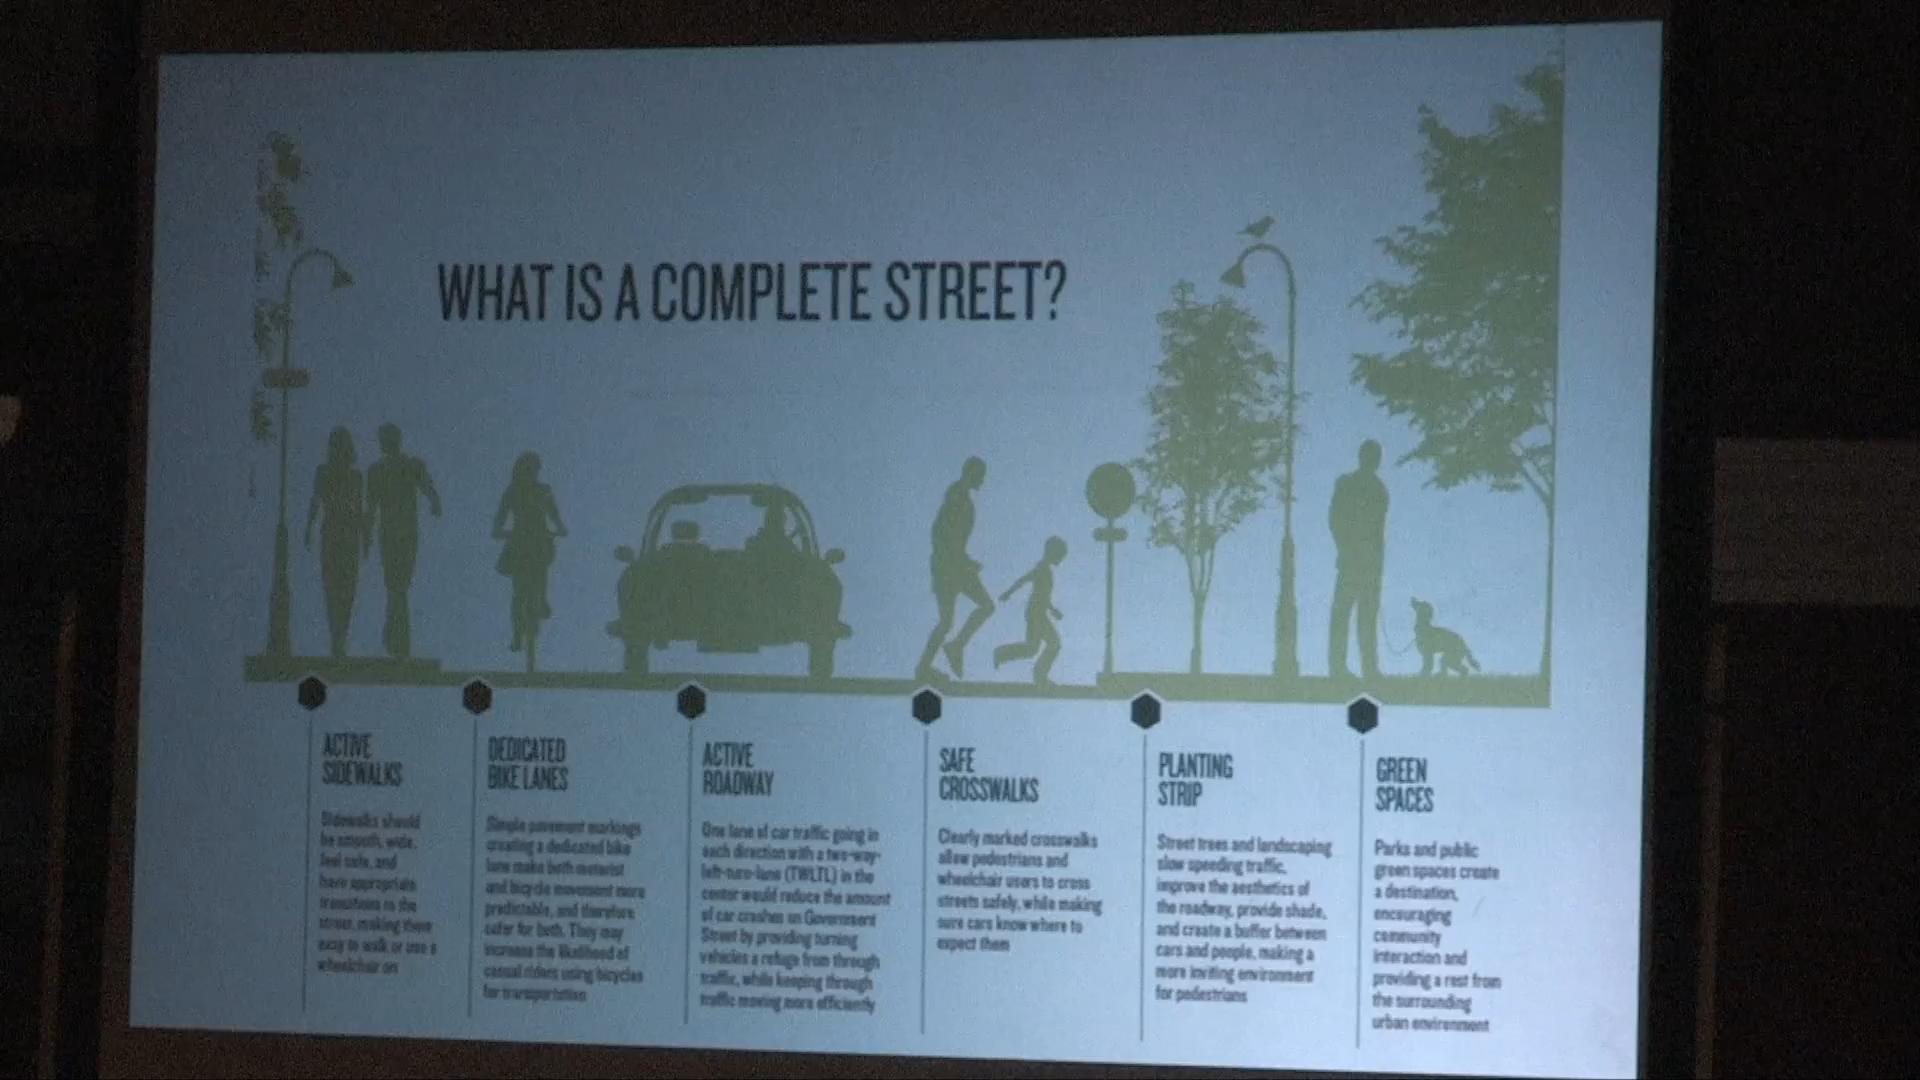 WHAT IS A COMPLETE STREET?
ACTIVE
SIDEWALKS
Sidewalks should
be smooth, wide,
feel safe, and
have appropriate
transitions to the
street, making them
easy to walk or use a
wheelchair on
DEDICATED
BIKE LANES
Simple pavement markings
creating a dedicated bike
lane make both motorist
and bicycle movement more
predictable, and therefore
safer for both. They may
increase the likelihood of
casual riders using bicycles
for transportation
ACTIVE
ROADWAY
One lane of car traffic going in
each direction with a two-way-
left-turn-lane (TWLTL) in the
center would reduce the amount
of car crashes on Government
Street by providing turning
vehicles a refuge from through
traffic, while keeping through
traffic moving more efficiently
SAFE
CROSSWALKS
Clearly marked crosswalks
allow pedestrians and
wheelchair users to cross
streets safely, while making
sure cars know where to
expect them
PLANTING
STRIP
Street trees and landscaping
slow speeding traffic,
improve the aesthetics of
the roadway, provide shade,
and create a buffer between
cars and people, making a
more inviting environment
for pedestrians
GREEN
SPACES
Parks and public
green spaces create
a destination,
encouraging
community
interaction and
providing a rest from
the surrounding
urban environment